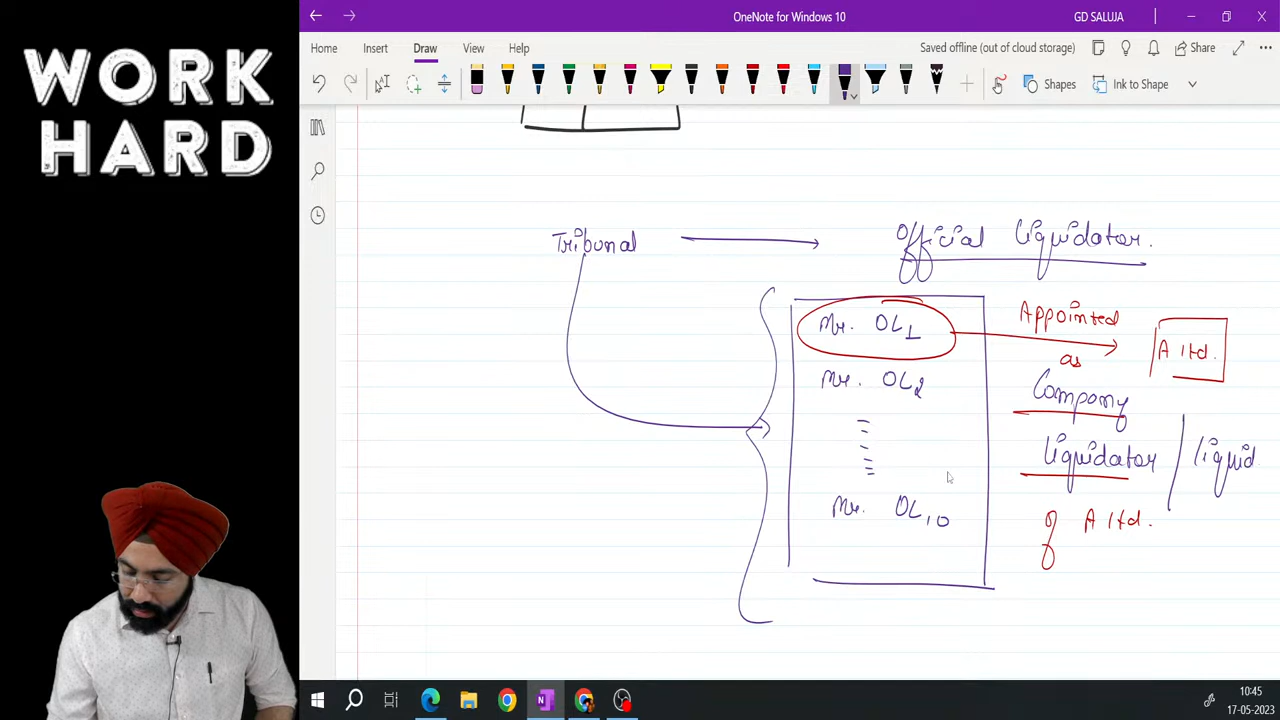 WORK
HARD
OneNote for Windows 10
GD SALUJA
Home
Insert
Draw
View
Help
Saved offline (out of cloud storage)
Share
Shapes
Ink to Shape
Tribunal
Official liquidator.
Mr. OL1
Mr. OL2
Mr. OL10
Appointed
as
A ltd.
Company
liquidator / liquid
of A ltd.
10:45
17-05-2023